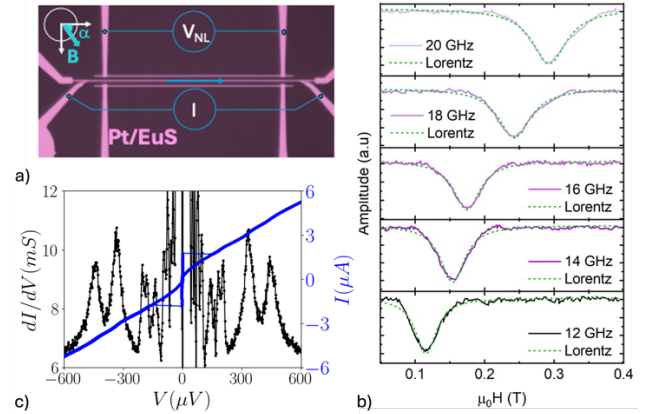 α
B
V_NL
I
Pt/EuS
a)
dI/dV(mS)
12
10
8
6
6
3
0
−3
−6
I(μA)
−600
−300
0
300
600
V(μV)
c)
Amplitude (a.u)
20 GHz
Lorentz
18 GHz
Lorentz
16 GHz
Lorentz
14 GHz
Lorentz
12 GHz
Lorentz
0.1
0.2
0.3
0.4
μ₀H (T)
b)